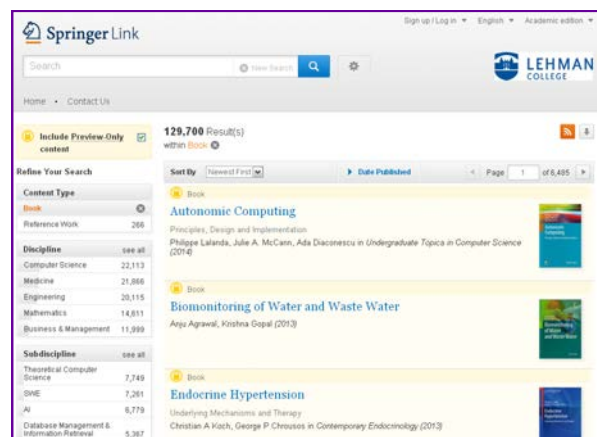 Sign up / Log in English Academic edition
Springer Link
Search New Search
LEHMAN
COLLEGE
Home • Contact Us
Include Preview-Only
content
129,700 Result(s)
within Book
Refine Your Search
Sort By Newest First Date Published Page 1 of 6,485
Content Type
Book
Reference Work 266
Discipline see all
Computer Science 22,113
Medicine 21,866
Engineering 20,115
Mathematics 14,611
Business & Management 11,999
Subdiscipline see all
Theoretical Computer
Science 7,749
SWE 7,201
AI 6,779
Database Management &
Information Retrieval 5,367
Book
Autonomic Computing
Principles, Design and Implementation
Philippe Lalanda, Julie A. McCann, Ada Diaconescu in Undergraduate Topics in Computer Science
(2014)
Book
Biomonitoring of Water and Waste Water
Anju Agrawal, Krishna Gopal (2013)
Book
Endocrine Hypertension
Underlying Mechanisms and Therapy
Christian A Koch, George P Chrousos in Contemporary Endocrinology (2013)